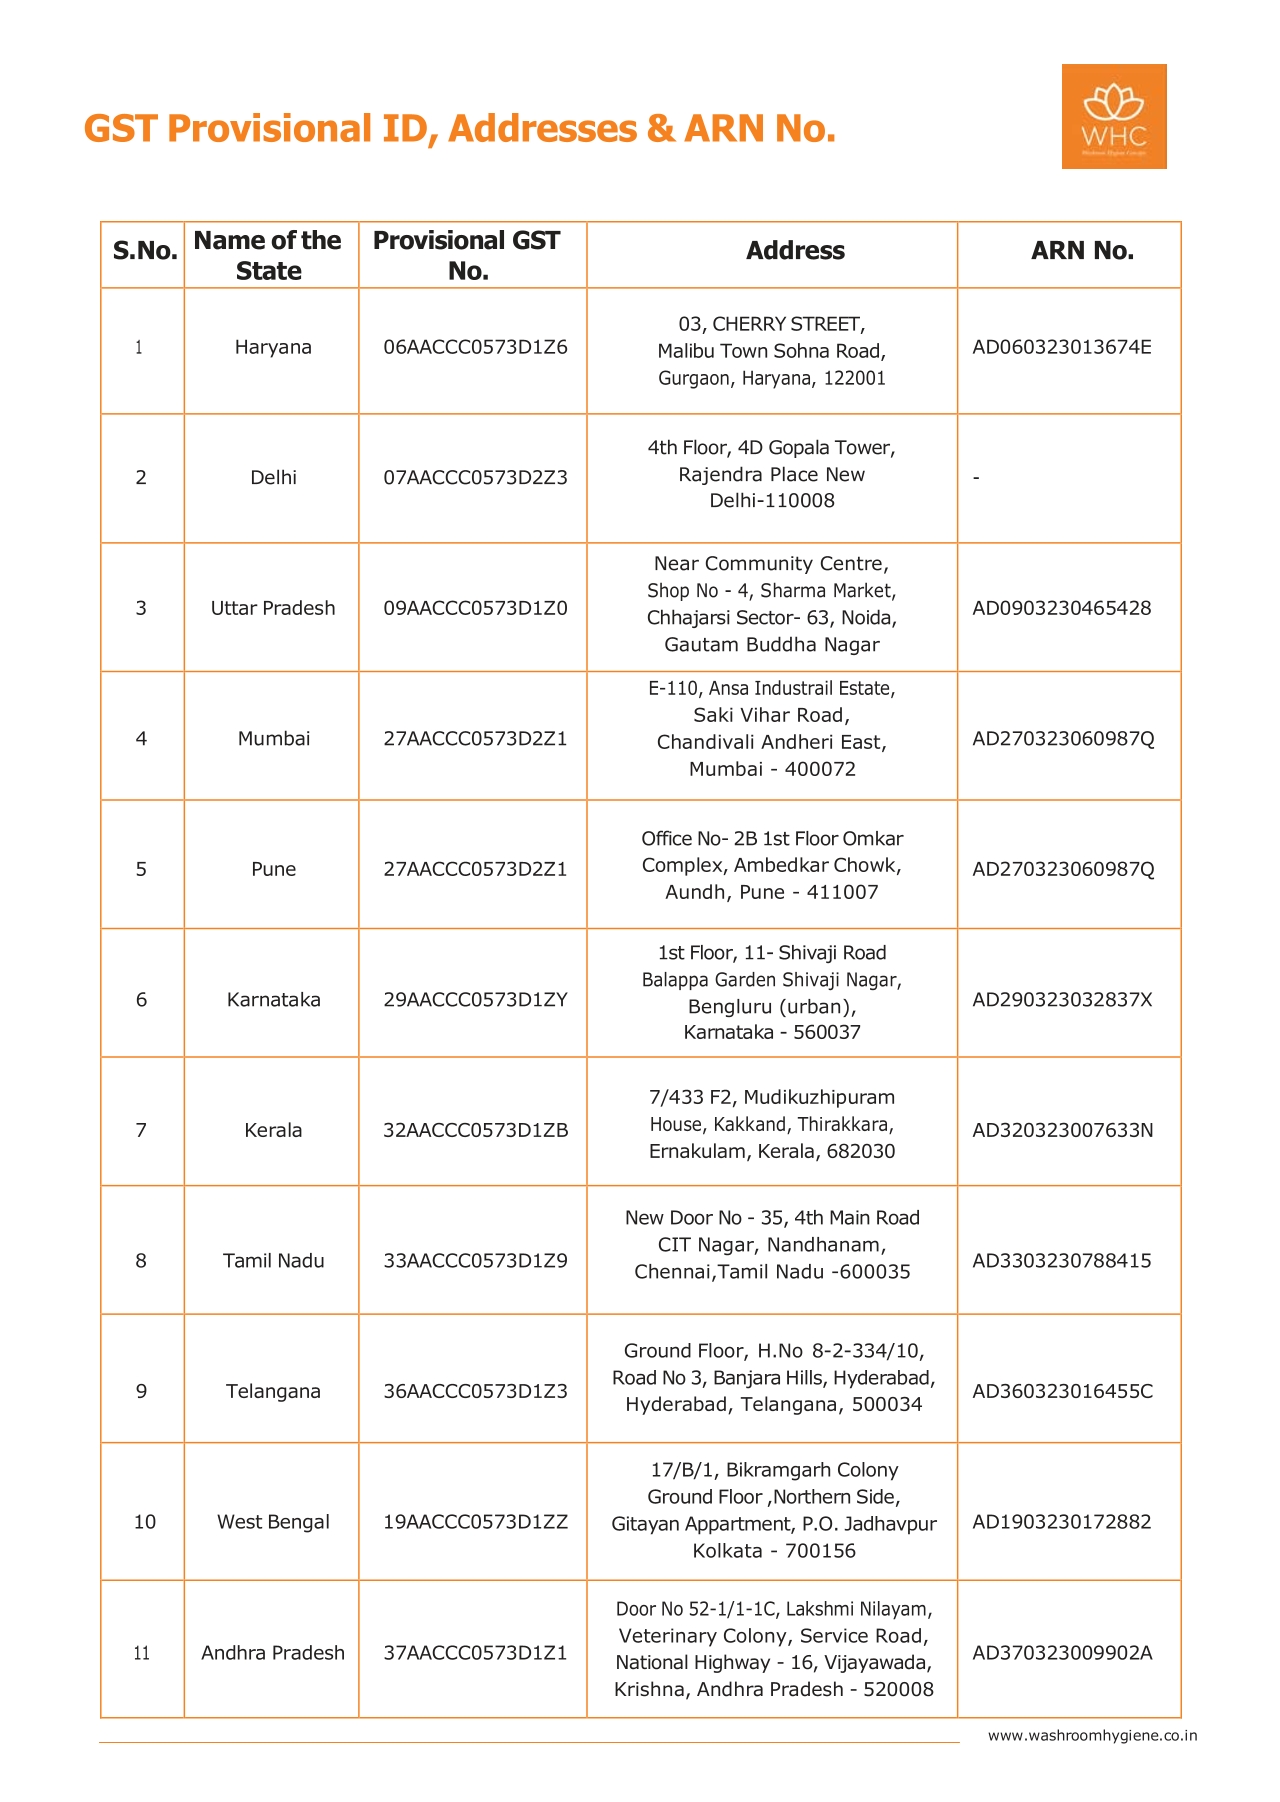 GST Provisional ID, Addresses & ARN No.
WHC
Washroom Hygiene Concept
S.No.
Name of the
State
Provisional GST
No.
Address
ARN No.
1
Haryana
06AACCC0573D1Z6
03, CHERRY STREET,
Malibu Town Sohna Road,
Gurgaon, Haryana, 122001
AD060323013674E
2
Delhi
07AACCC0573D2Z3
4th Floor, 4D Gopala Tower,
Rajendra Place New
Delhi-110008
-
3
Uttar Pradesh
09AACCC0573D1Z0
Near Community Centre,
Shop No - 4, Sharma Market,
Chhajarsi Sector- 63, Noida,
Gautam Buddha Nagar
AD0903230465428
4
Mumbai
27AACCC0573D2Z1
E-110, Ansa Industrail Estate,
Saki Vihar Road,
Chandivali Andheri East,
Mumbai - 400072
AD270323060987Q
5
Pune
27AACCC0573D2Z1
Office No- 2B 1st Floor Omkar
Complex, Ambedkar Chowk,
Aundh, Pune - 411007
AD270323060987Q
6
Karnataka
29AACCC0573D1ZY
1st Floor, 11- Shivaji Road
Balappa Garden Shivaji Nagar,
Bengluru (urban),
Karnataka - 560037
AD290323032837X
7
Kerala
32AACCC0573D1ZB
7/433 F2, Mudikuzhipuram
House, Kakkand, Thirakkara,
Ernakulam, Kerala, 682030
AD320323007633N
8
Tamil Nadu
33AACCC0573D1Z9
New Door No - 35, 4th Main Road
CIT Nagar, Nandhanam,
Chennai,Tamil Nadu -600035
AD3303230788415
9
Telangana
36AACCC0573D1Z3
Ground Floor, H.No 8-2-334/10,
Road No 3, Banjara Hills, Hyderabad,
Hyderabad, Telangana, 500034
AD360323016455C
10
West Bengal
19AACCC0573D1ZZ
17/B/1, Bikramgarh Colony
Ground Floor ,Northern Side,
Gitayan Appartment, P.O. Jadhavpur
Kolkata - 700156
AD1903230172882
11
Andhra Pradesh
37AACCC0573D1Z1
Door No 52-1/1-1C, Lakshmi Nilayam,
Veterinary Colony, Service Road,
National Highway - 16, Vijayawada,
Krishna, Andhra Pradesh - 520008
AD370323009902A
www.washroomhygiene.co.in